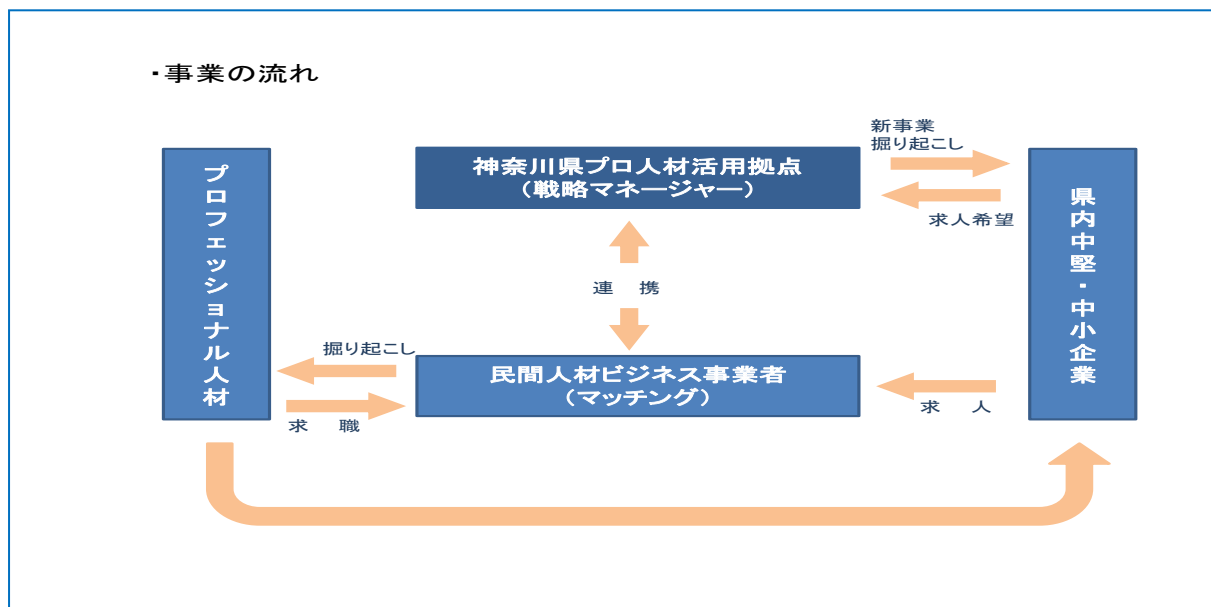 ・事業の流れ
プロフェッショナル人材
神奈川県プロ人材活用拠点
（戦略マネージャー）
新事業
掘り起こし
求人希望
県内中堅・中小企業
連　携
掘り起こし
求　職
民間人材ビジネス事業者
（マッチング）
求　人